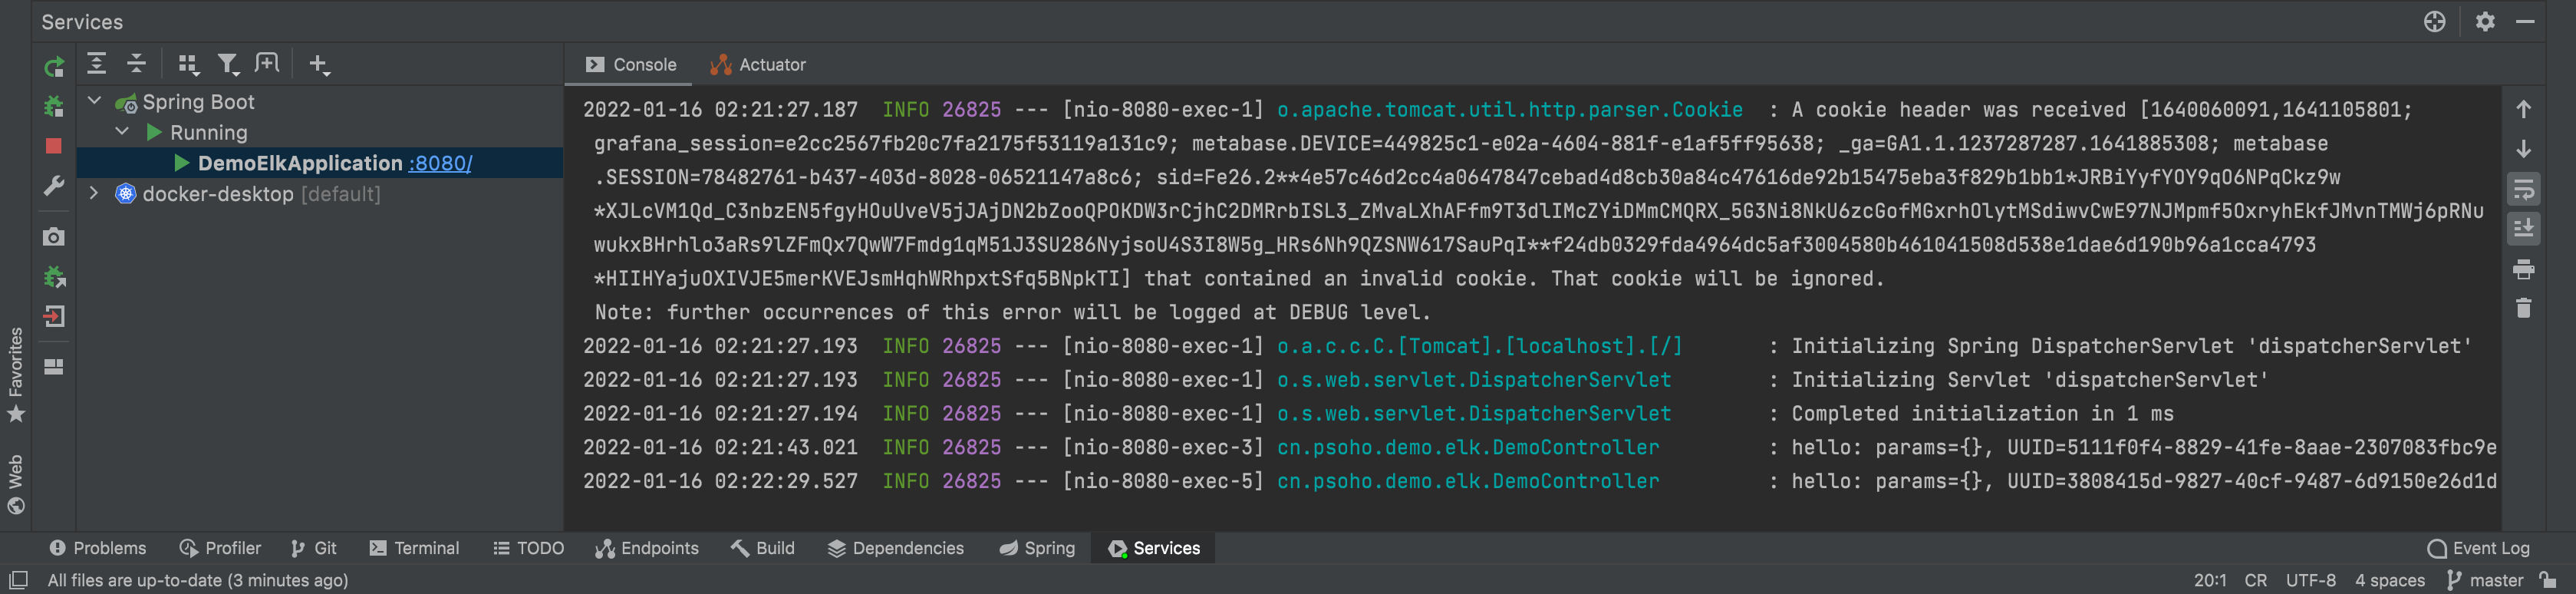 Services
Console
Actuator
Spring Boot
Running
DemoElkApplication :8080/
docker-desktop [default]
2022-01-16 02:21:27.187 INFO 26825 --- [nio-8080-exec-1] o.apache.tomcat.util.http.parser.Cookie : A cookie header was received [1640060091,1641105801;
grafana_session=e2cc2567fb20c7fa2175f53119a131c9; metabase.DEVICE=449825c1-e02a-4604-881f-e1af5ff95638; _ga=GA1.1.1237287287.1641885308; metabase
.SESSION=78482761-b437-403d-8028-06521147a8c6; sid=Fe26.2**4e57c46d2cc4a0647847cebad4d8cb30a84c47616de92b15475eba3f829b1bb1*JRBiYyfYOY9qO6NPqCkz9w
*XJLcVM1Qd_C3nbzEN5fgyHOuUveV5jJAjDN2bZooQPOKDW3rCjhC2DMRrbISL3_ZMvaLXhAFfm9T3dlIMcZYiDMmCMQRX_5G3Ni8NkU6zcGofMGxrhOlytMSdiwvCwE97NJMpmf5OxryhEkfJMvnTMWj6pRNu
wukxBHrhlo3aRs9lZFmQx7QwW7Fmdg1qM51J3SU286NyjsoU4S3I8W5g_HRs6Nh9QZSNW617SauPqI**f24db0329fda4964dc5af3004580b461041508d538e1dae6d190b96a1cca4793
*HIIHYajuOXIVJE5merKVEJsmHqhWRhpxtSfq5BNpkTI] that contained an invalid cookie. That cookie will be ignored.
Note: further occurrences of this error will be logged at DEBUG level.
2022-01-16 02:21:27.193 INFO 26825 --- [nio-8080-exec-1] o.a.c.c.C.[Tomcat].[localhost].[/] : Initializing Spring DispatcherServlet 'dispatcherServlet'
2022-01-16 02:21:27.193 INFO 26825 --- [nio-8080-exec-1] o.s.web.servlet.DispatcherServlet : Initializing Servlet 'dispatcherServlet'
2022-01-16 02:21:27.194 INFO 26825 --- [nio-8080-exec-1] o.s.web.servlet.DispatcherServlet : Completed initialization in 1 ms
2022-01-16 02:21:43.021 INFO 26825 --- [nio-8080-exec-3] cn.psoho.demo.elk.DemoController : hello: params={}, UUID=5111f0f4-8829-41fe-8aae-2307083fbc9e
2022-01-16 02:22:29.527 INFO 26825 --- [nio-8080-exec-5] cn.psoho.demo.elk.DemoController : hello: params={}, UUID=3808415d-9827-40cf-9487-6d9150e26d1d
Favorites
Web
Problems Profiler Git Terminal TODO Endpoints Build Dependencies Spring Services Event Log
All files are up-to-date (3 minutes ago) 20:1 CR UTF-8 4 spaces master